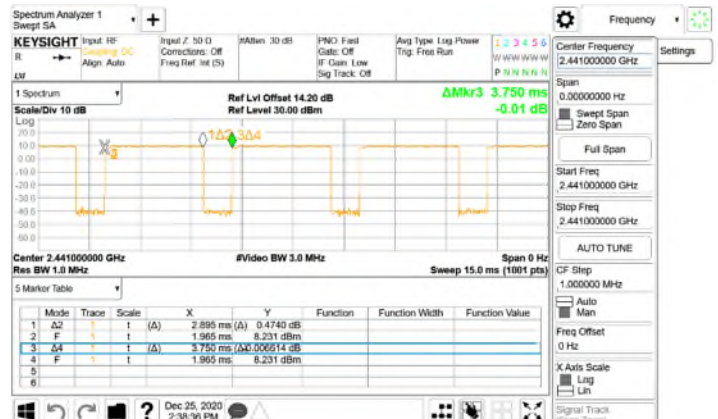 Spectrum Analyzer 1
Swept SA
+
Frequency
KEYSIGHT
Input: RF
Coupling: DC
Align: Auto
Input Z: 50 Ω
Corrections: Off
Freq Ref: Int (S)
#Atten: 30 dB
PNO: Fast
Gate: Off
IF Gain: Low
Sig Track: Off
Avg Type: Log-Power
Trig: Free Run
1 2 3 4 5 6
W W W W W W
P N N N N N
R
LXI
Center Frequency
2.441000000 GHz
Settings
Span
0.00000000 Hz
Swept Span
Zero Span
Full Span
Start Freq
2.441000000 GHz
Stop Freq
2.441000000 GHz
AUTO TUNE
CF Step
1.000000 MHz
Auto
Man
Freq Offset
0 Hz
X Axis Scale
Log
Lin
Signal Track
1 Spectrum
Scale/Div 10 dB
Ref Lvl Offset 14.20 dB
Ref Level 30.00 dBm
ΔMkr3 3.750 ms
-0.01 dB
Log
20.0
10.0
0.00
-10.0
-20.0
-30.0
-40.0
-50.0
-60.0
1Δ2 3Δ4
Center 2.441000000 GHz
Res BW 1.0 MHz
#Video BW 3.0 MHz
Span 0 Hz
Sweep 15.0 ms (1001 pts)
5 Marker Table
Mode Trace Scale X Y Function Function Width Function Value
1 Δ2 1 t (Δ) 2.895 ms (Δ) 0.4740 dB
2 F 1 t 1.965 ms 8.231 dBm
3 Δ4 1 t (Δ) 3.750 ms (Δ) -0.006614 dB
4 F 1 t 1.965 ms 8.231 dBm
5
6
?
Dec 25, 2020
2:38:36 PM